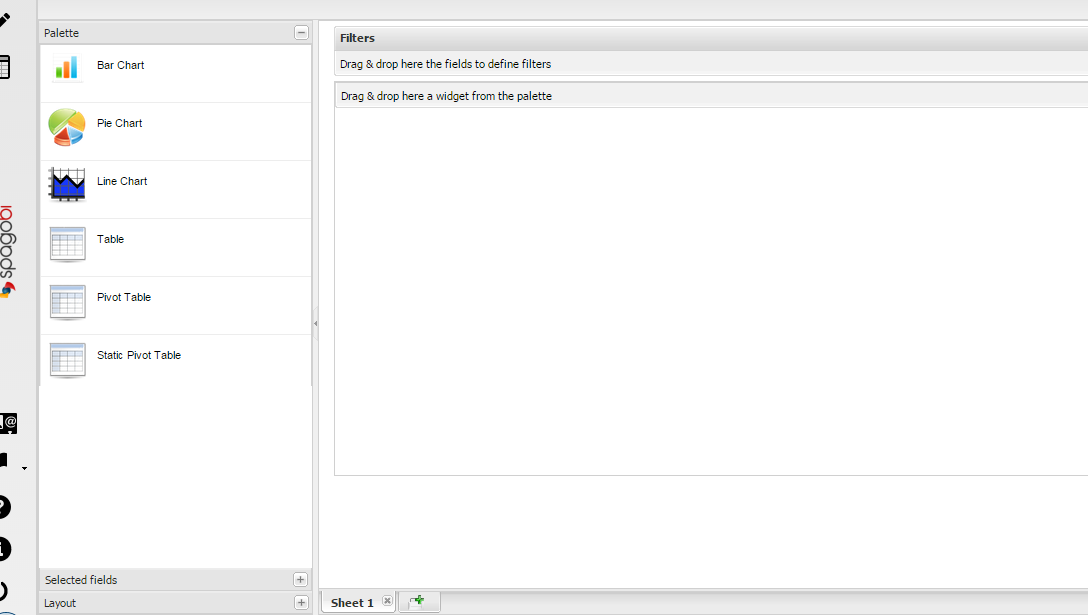 Palette
Bar Chart
Pie Chart
Line Chart
Table
Pivot Table
Static Pivot Table
Selected fields
Layout
Filters
Drag & drop here the fields to define filters
Drag & drop here a widget from the palette
Sheet 1
spagobi
@
?
i